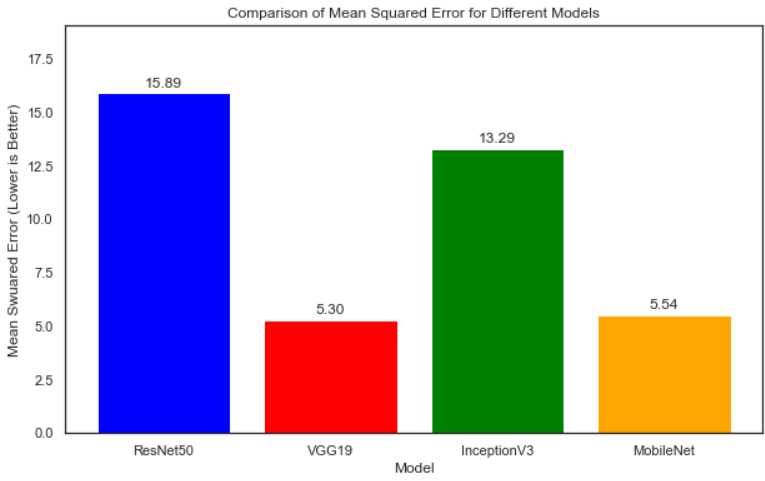 Comparison of Mean Squared Error for Different Models
Mean Swuared Error (Lower is Better)
17.5
15.0
12.5
10.0
7.5
5.0
2.5
0.0
15.89
5.30
13.29
5.54
ResNet50
VGG19
InceptionV3
MobileNet
Model